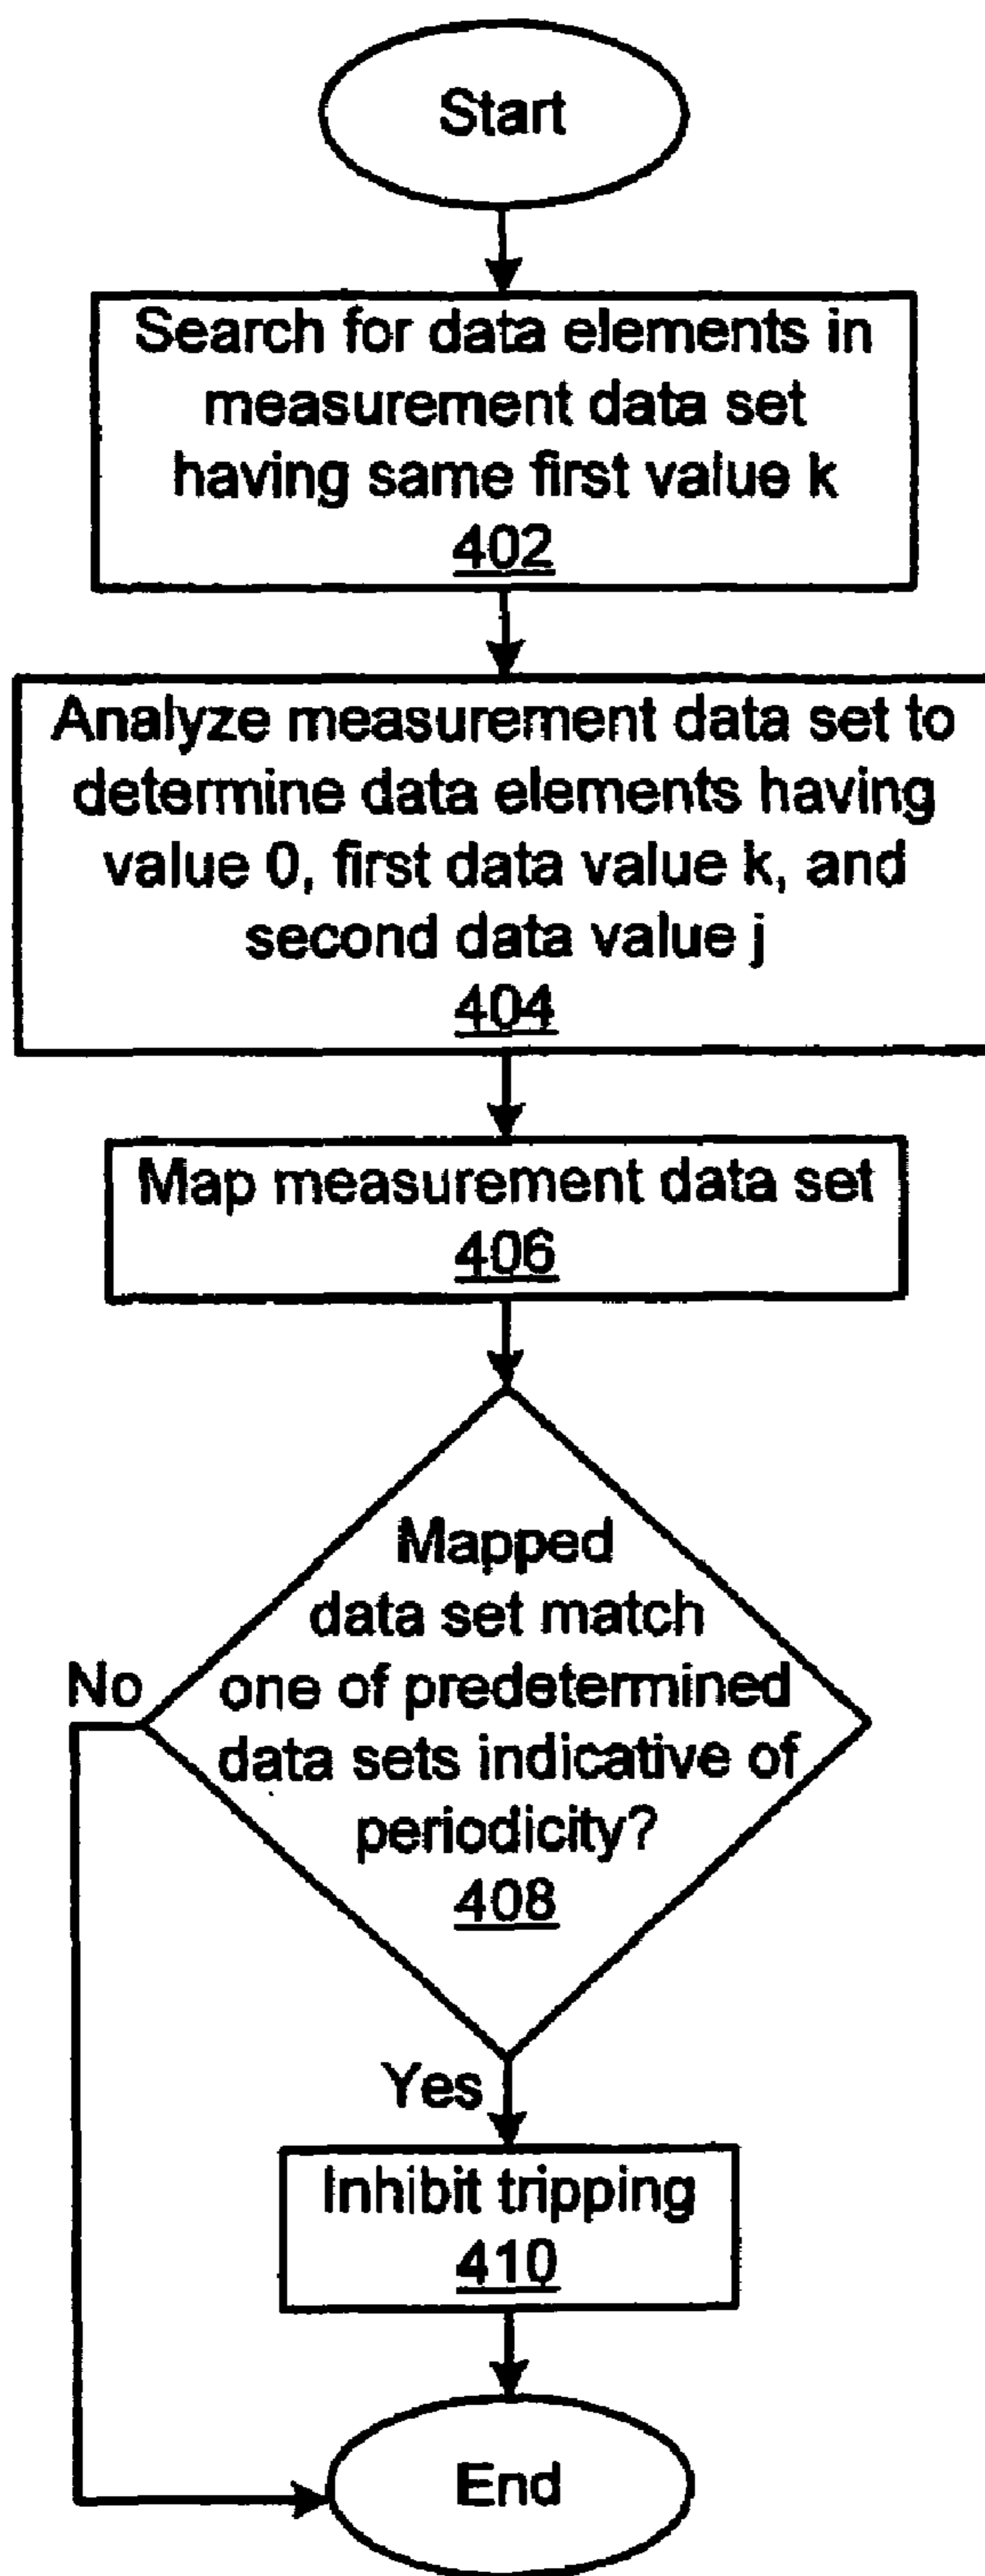 Start
Search for data elements in
measurement data set
having same first value k
402
Analyze measurement data set to
determine data elements having
value 0, first data value k, and
second data value j
404
Map measurement data set
406
Mapped
data set match
No
one of predetermined
data sets indicative of
periodicity?
408
Yes
Inhibit tripping
410
End